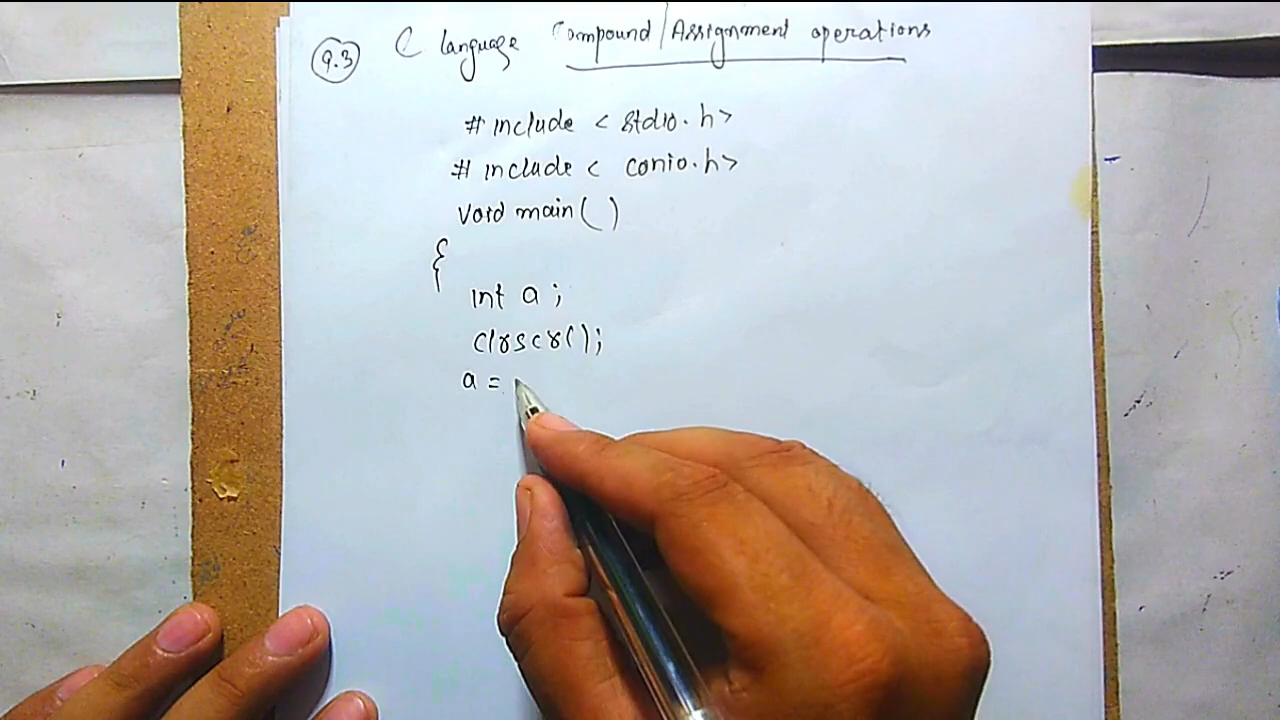 9.3 C language Compound/Assignment operations
# include < stdio.h>
# include < conio.h>
void main( )
{
int a ;
clrscr( );
a =